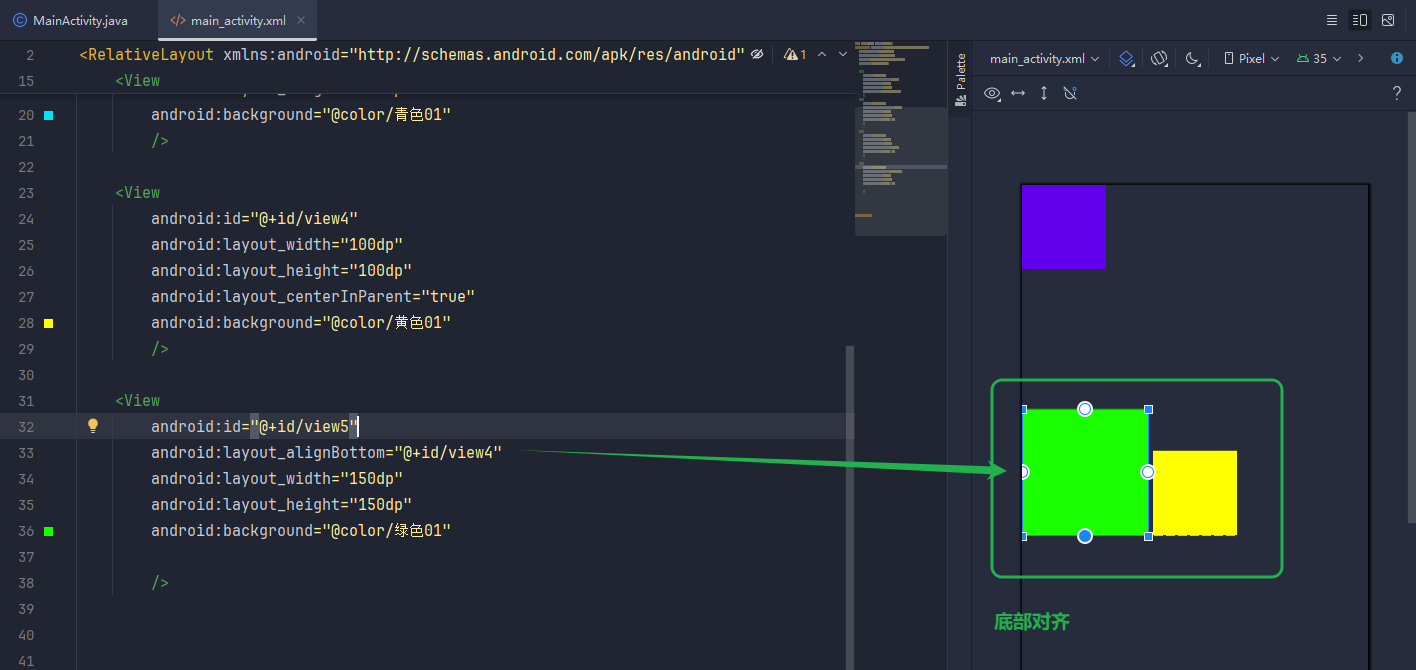 MainActivity.java
main_activity.xml
2 <RelativeLayout xmlns:android="http://schemas.android.com/apk/res/android" 1
15 <View
20 android:background="@color/青色01"
21 />
22
23 <View
24 android:id="@+id/view4"
25 android:layout_width="100dp"
26 android:layout_height="100dp"
27 android:layout_centerInParent="true"
28 android:background="@color/黄色01"
29 />
30
31 <View
32 android:id="@+id/view5"
33 android:layout_alignBottom="@+id/view4"
34 android:layout_width="150dp"
35 android:layout_height="150dp"
36 android:background="@color/绿色01"
37
38 />
39
40
41
Palette
main_activity.xml
Pixel
35
?
底部对齐